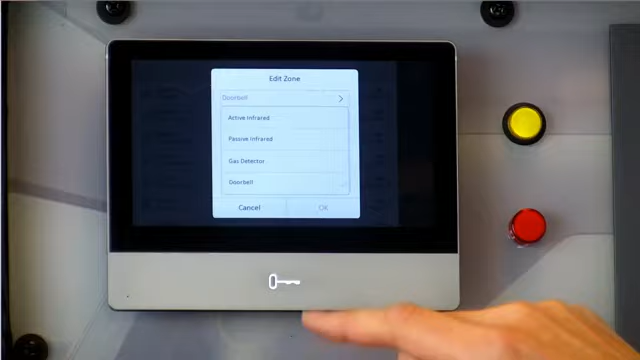 Edit Zone
Doorbell
Active Infrared
Passive Infrared
Gas Detector
Doorbell
Cancel
OK